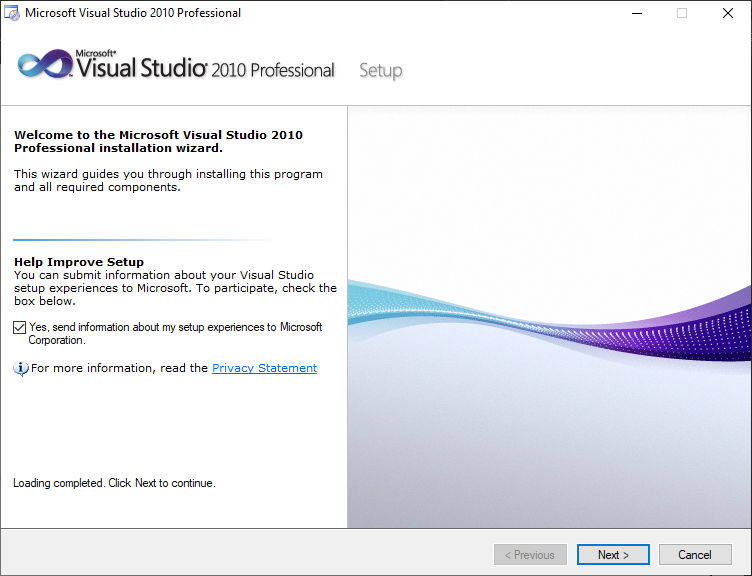 Microsoft Visual Studio 2010 Professional
Microsoft®
Visual Studio® 2010 Professional Setup
Welcome to the Microsoft Visual Studio 2010
Professional installation wizard.
This wizard guides you through installing this program
and all required components.
Help Improve Setup
You can submit information about your Visual Studio
setup experiences to Microsoft. To participate, check the
box below.
Yes, send information about my setup experiences to Microsoft
Corporation.
For more information, read the Privacy Statement
Loading completed. Click Next to continue.
< Previous Next > Cancel